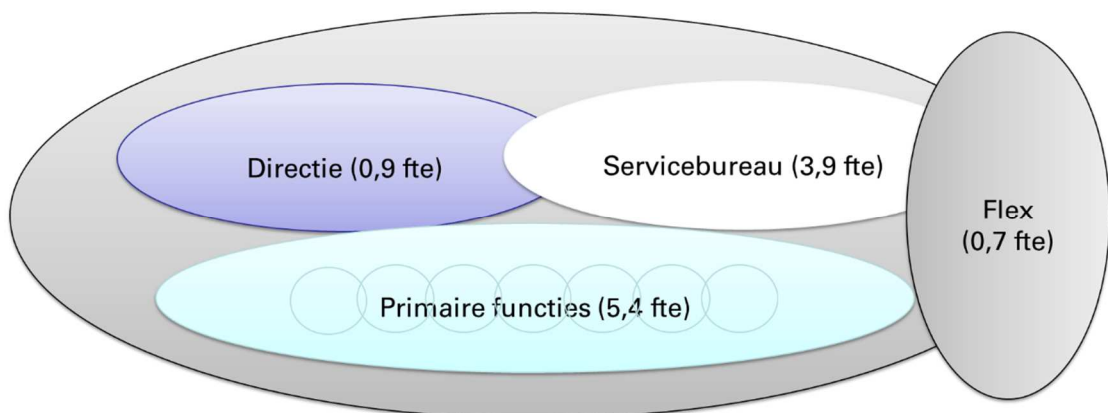 Directie (0,9 fte)
Servicebureau (3,9 fte)
Flex
(0,7 fte)
Primaire functies (5,4 fte)